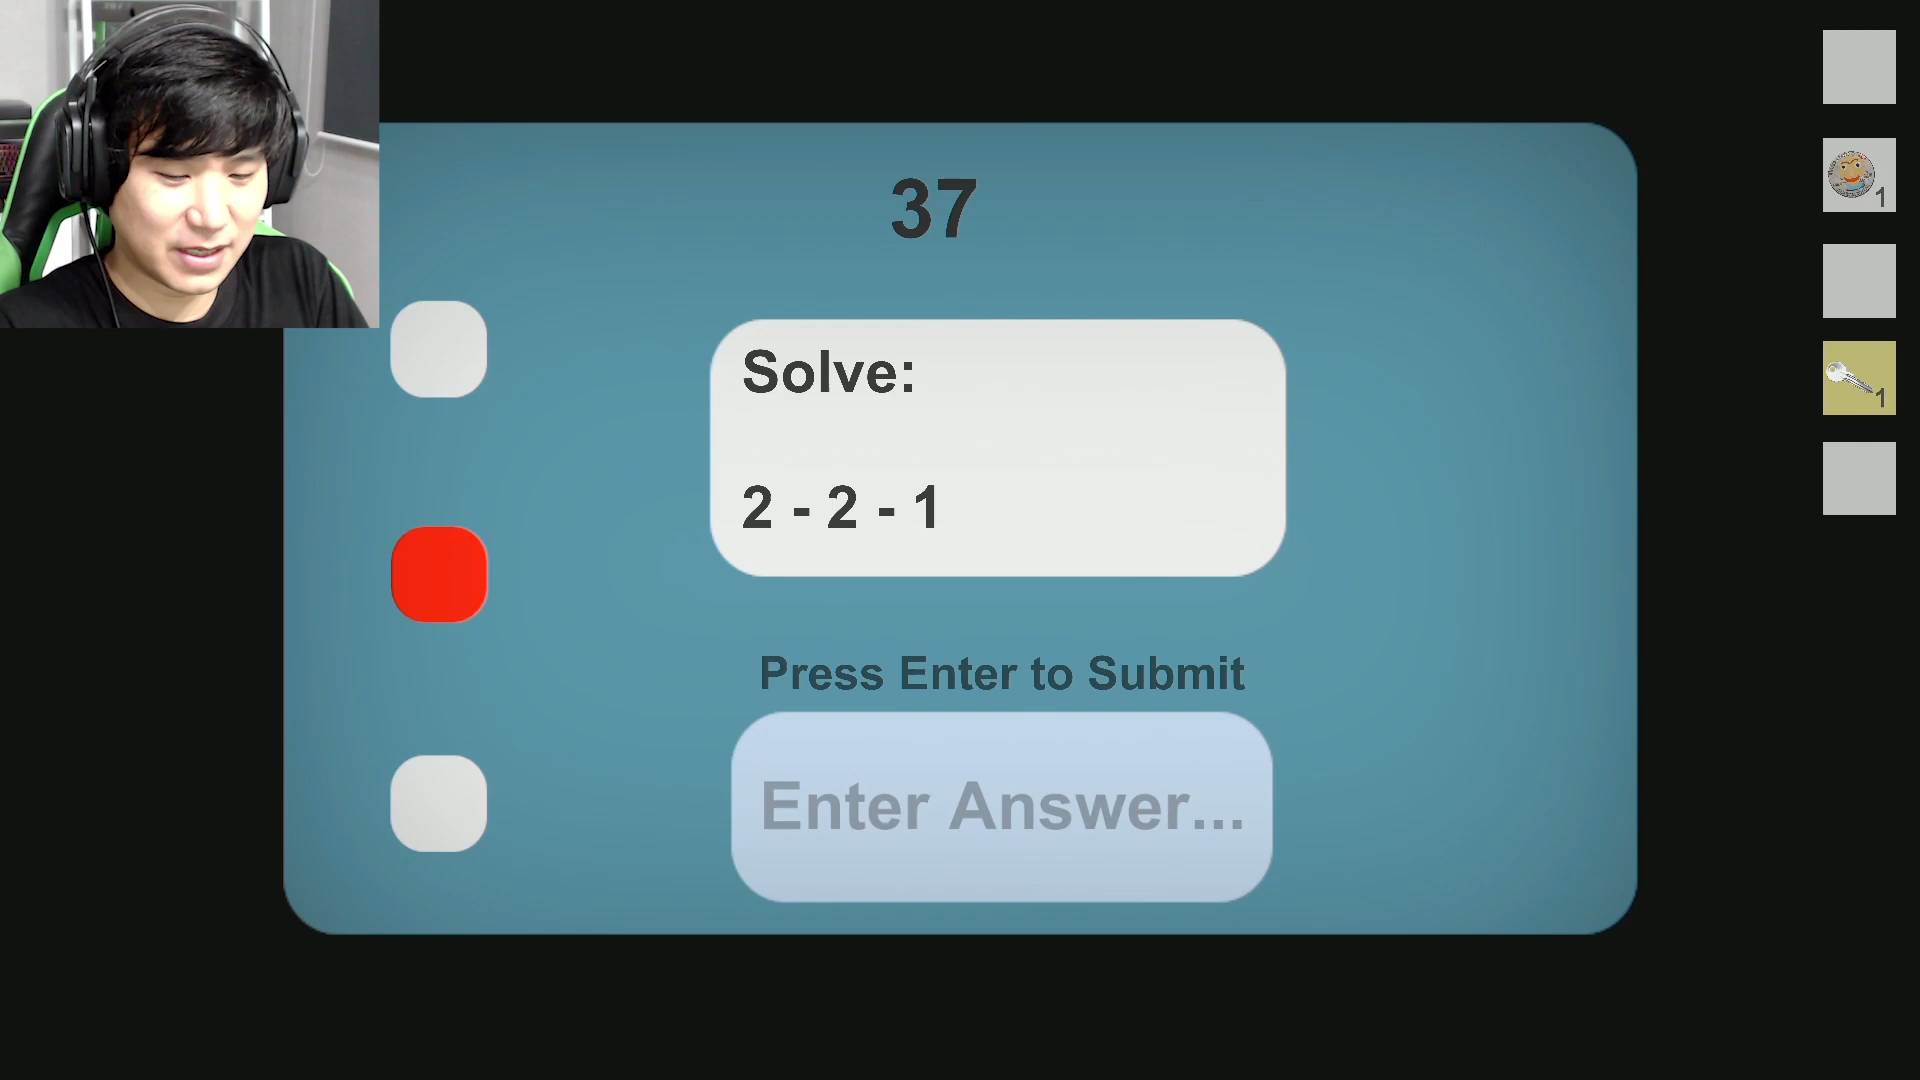 37
Solve:
2 - 2 - 1
Press Enter to Submit
Enter Answer...
1
1